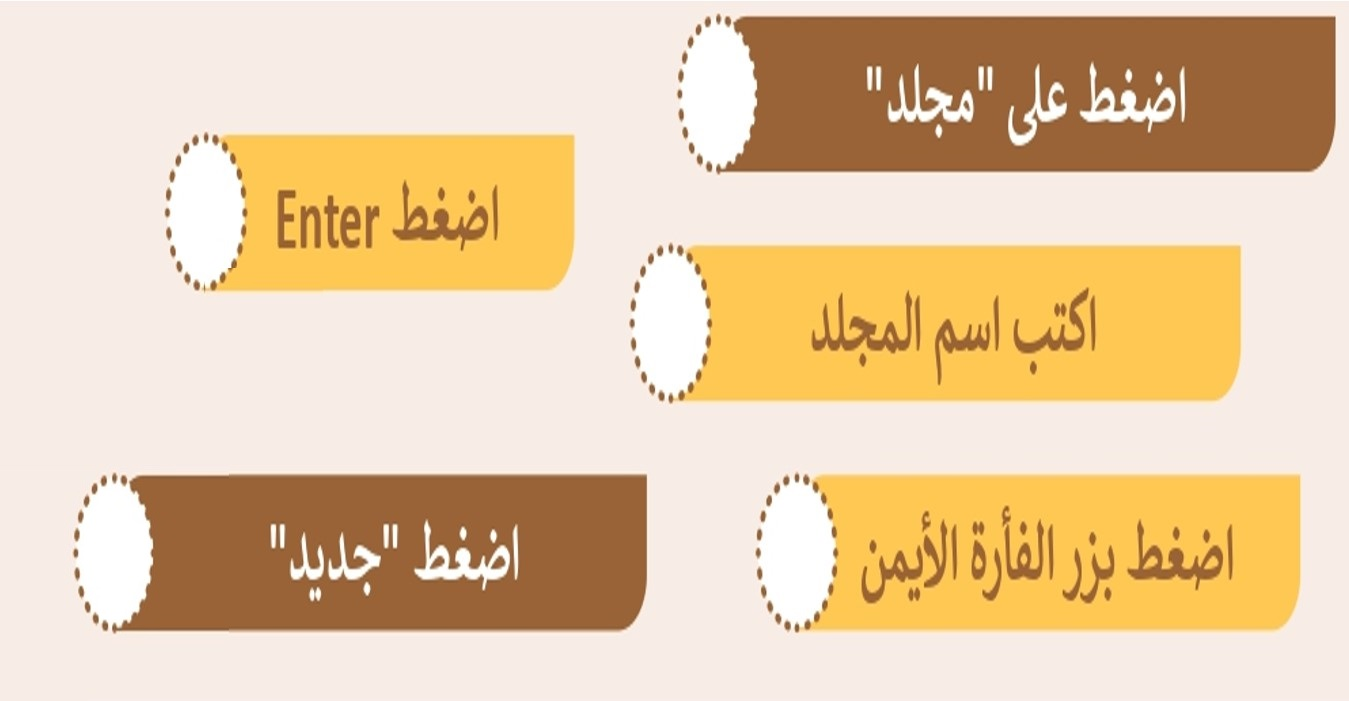 اضغط على "مجلد"
اضغط Enter
اكتب اسم المجلد
اضغط بزر الفأرة الأيمن
اضغط "جديد"